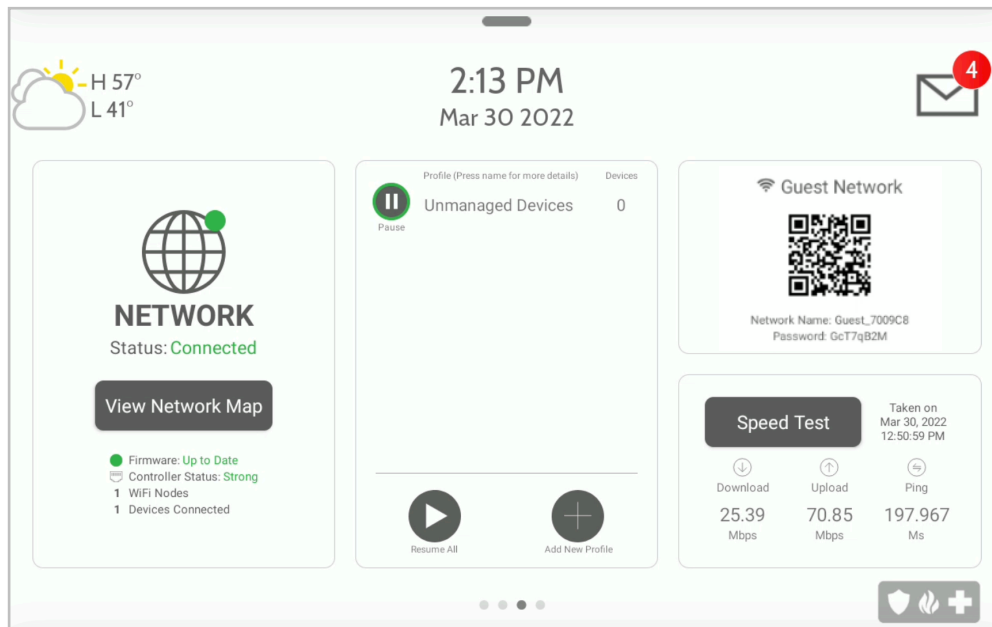 H 57°
L 41°
2:13 PM
Mar 30 2022
4
NETWORK
Status: Connected
View Network Map
Firmware: Up to Date
Controller Status: Strong
1 WiFi Nodes
1 Devices Connected
Profile (Press name for more details) Devices
Unmanaged Devices 0
Pause
Resume All
Add New Profile
Guest Network
Network Name: Guest_7009C8
Password: GcT7qB2M
Speed Test
Taken on
Mar 30, 2022
12:50:59 PM
Download Upload Ping
25.39 70.85 197.967
Mbps Mbps Ms